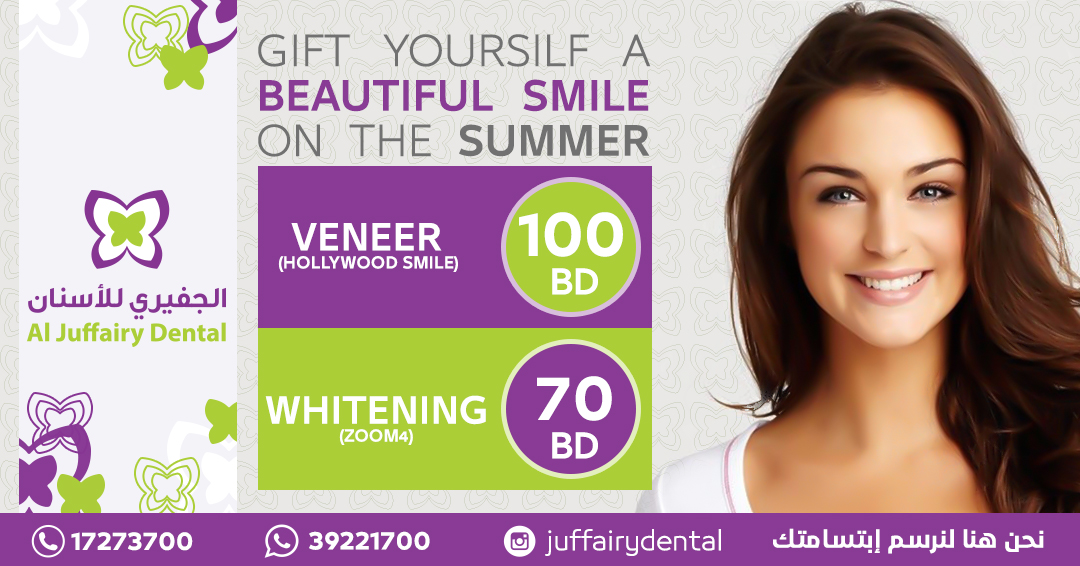 GIFT YOURSILF A
BEAUTIFUL SMILE
ON THE SUMMER
VENEER
(HOLLYWOOD SMILE)
100
BD
WHITENING
(ZOOM4)
70
BD
الجفيري للأسنان
Al Juffairy Dental
17273700
39221700
juffairydental
نحن هنا لنرسم إبتسامتك